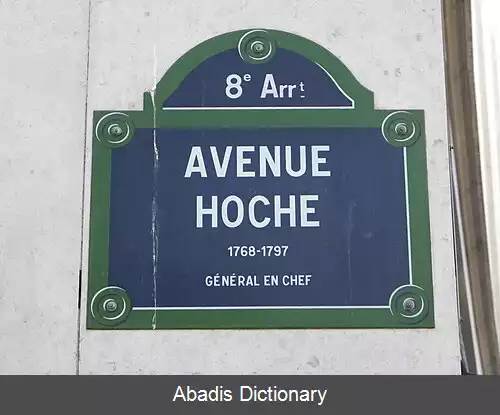 8e Arrt
AVENUE
HOCHE
1768-1797
GÉNÉRAL EN CHEF
Abadis Dictionary